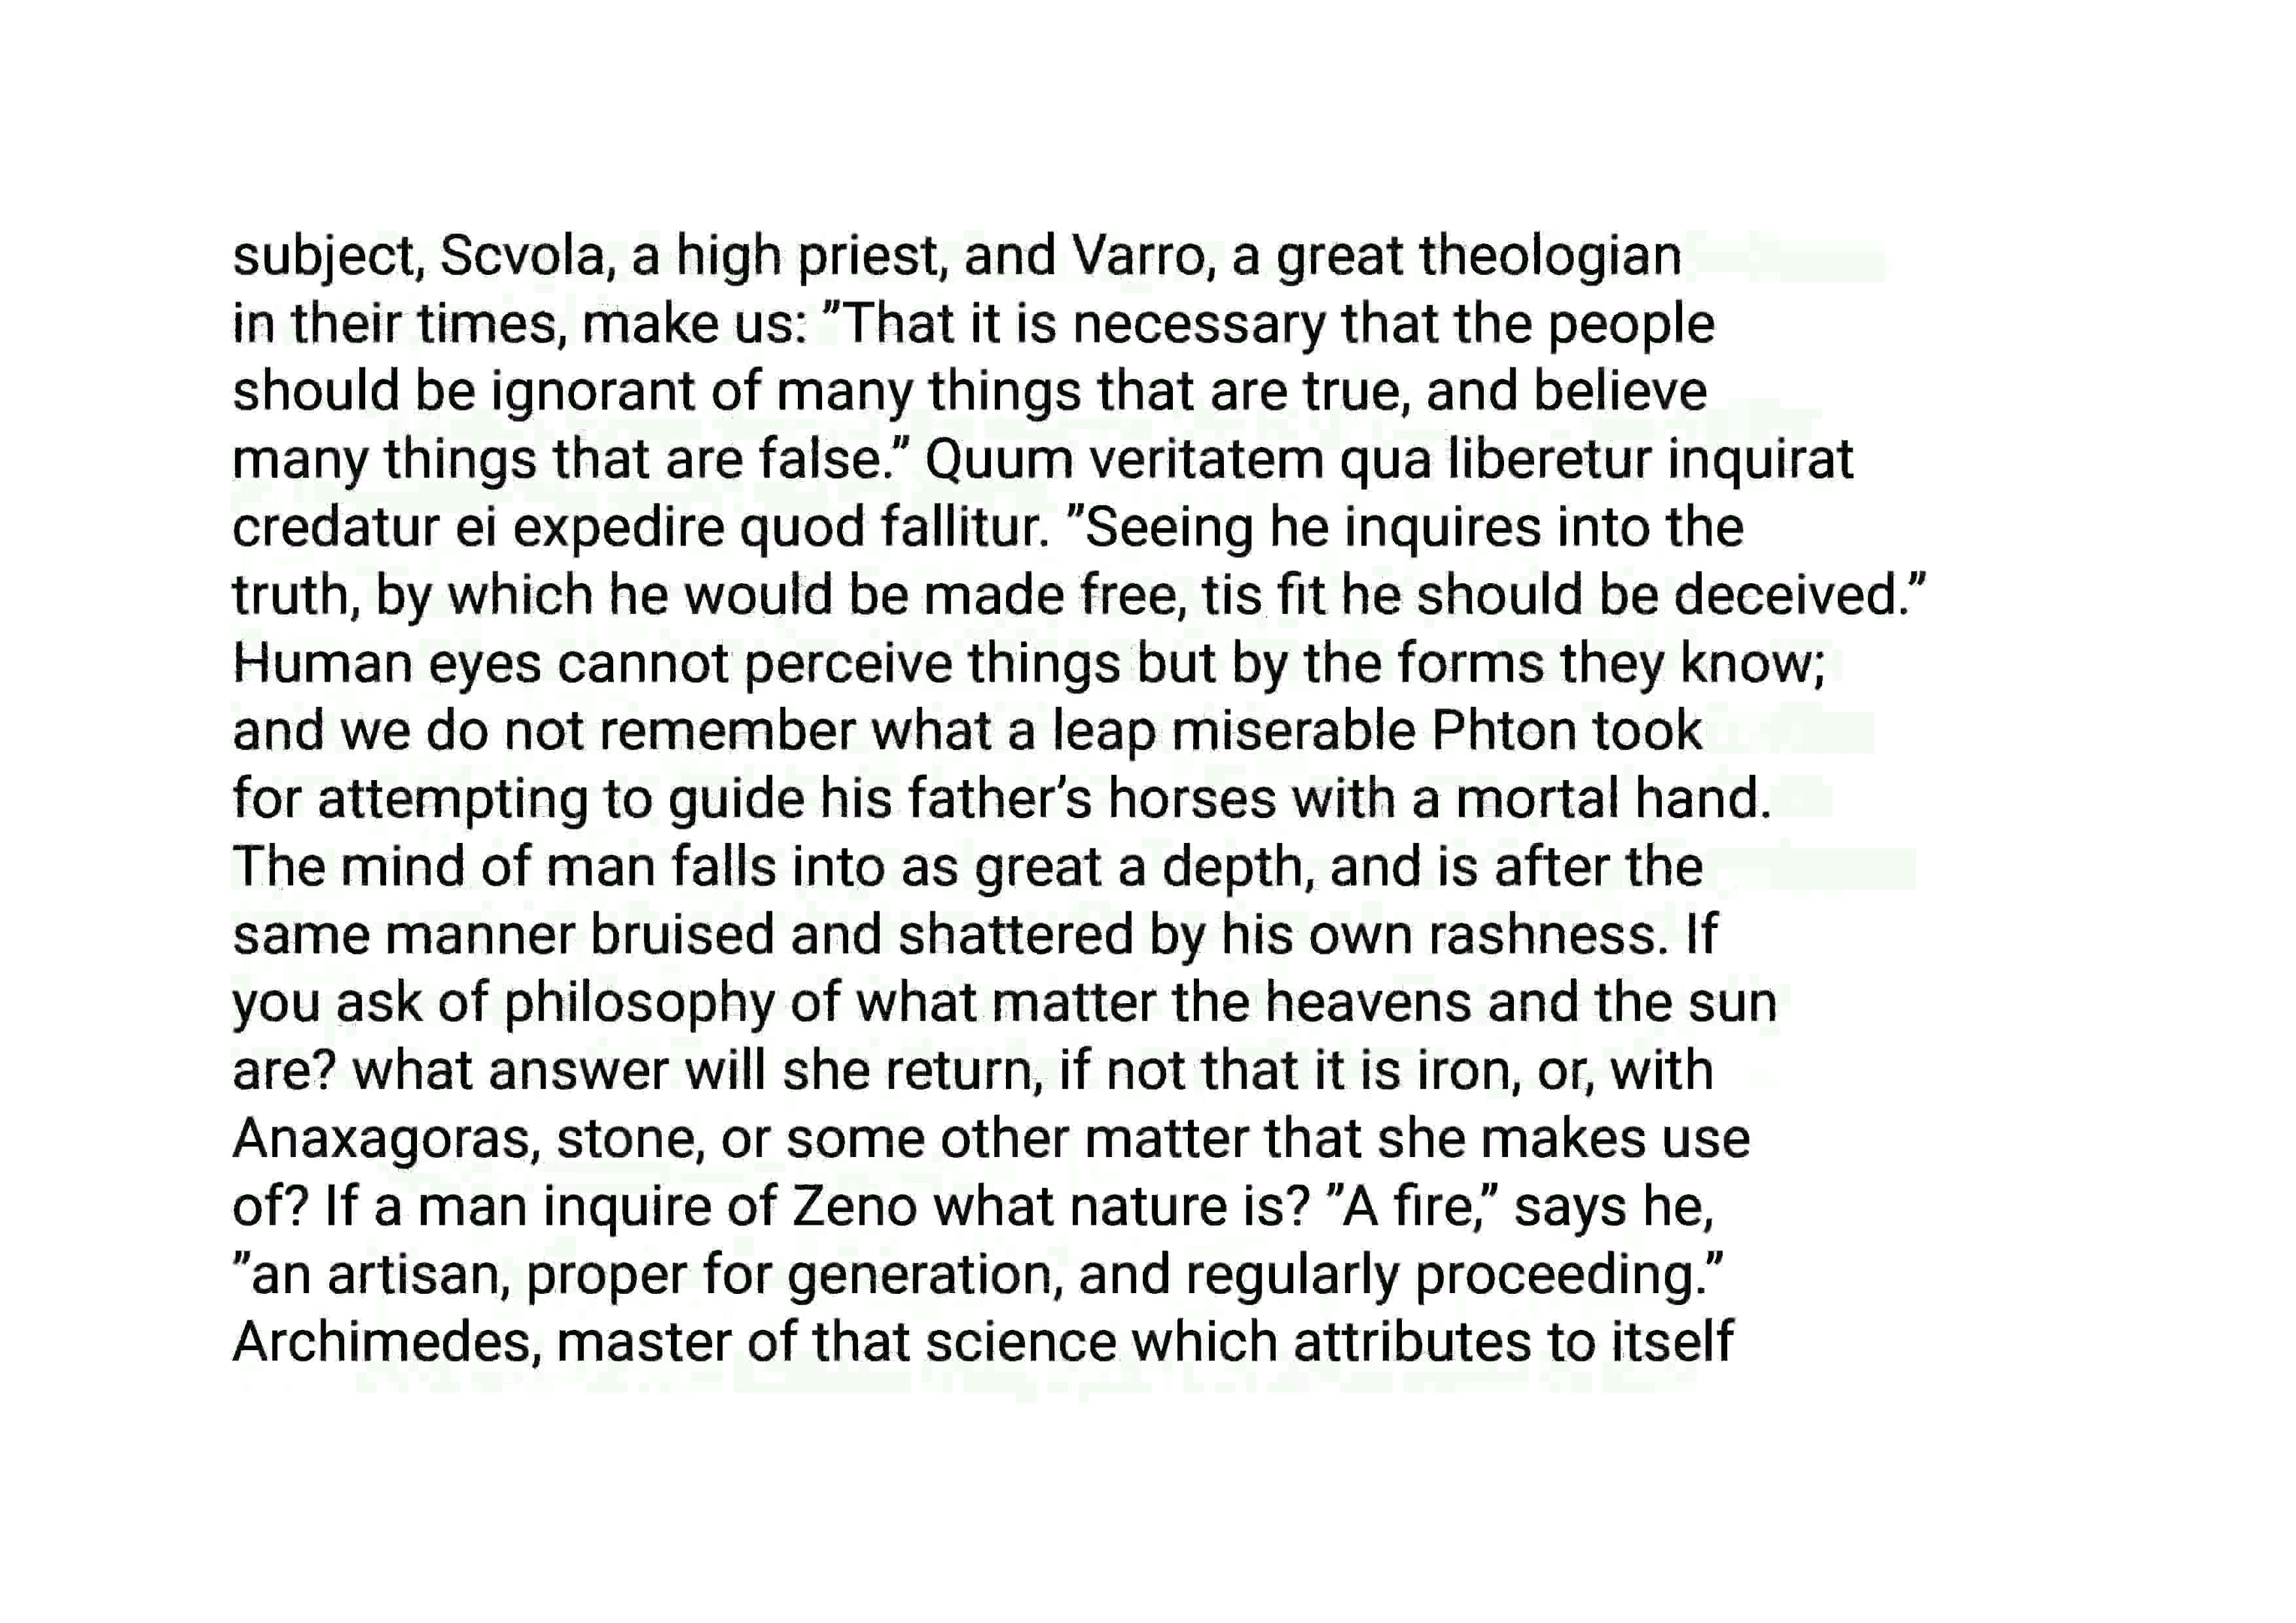 subject, Scvola, a high priest, and Varro, a great theologian
in their times, make us: ”That it is necessary that the people
should be ignorant of many things that are true, and believe
many things that are false.” Quum veritatem qua liberetur inquirat
credatur ei expedire quod fallitur. ”Seeing he inquires into the
truth, by which he would be made free, tis fit he should be deceived.”
Human eyes cannot perceive things but by the forms they know;
and we do not remember what a leap miserable Phton took
for attempting to guide his father’s horses with a mortal hand.
The mind of man falls into as great a depth, and is after the
same manner bruised and shattered by his own rashness. If
you ask of philosophy of what matter the heavens and the sun
are? what answer will she return, if not that it is iron, or, with
Anaxagoras, stone, or some other matter that she makes use
of? If a man inquire of Zeno what nature is? ”A fire,” says he,
”an artisan, proper for generation, and regularly proceeding.”
Archimedes, master of that science which attributes to itself